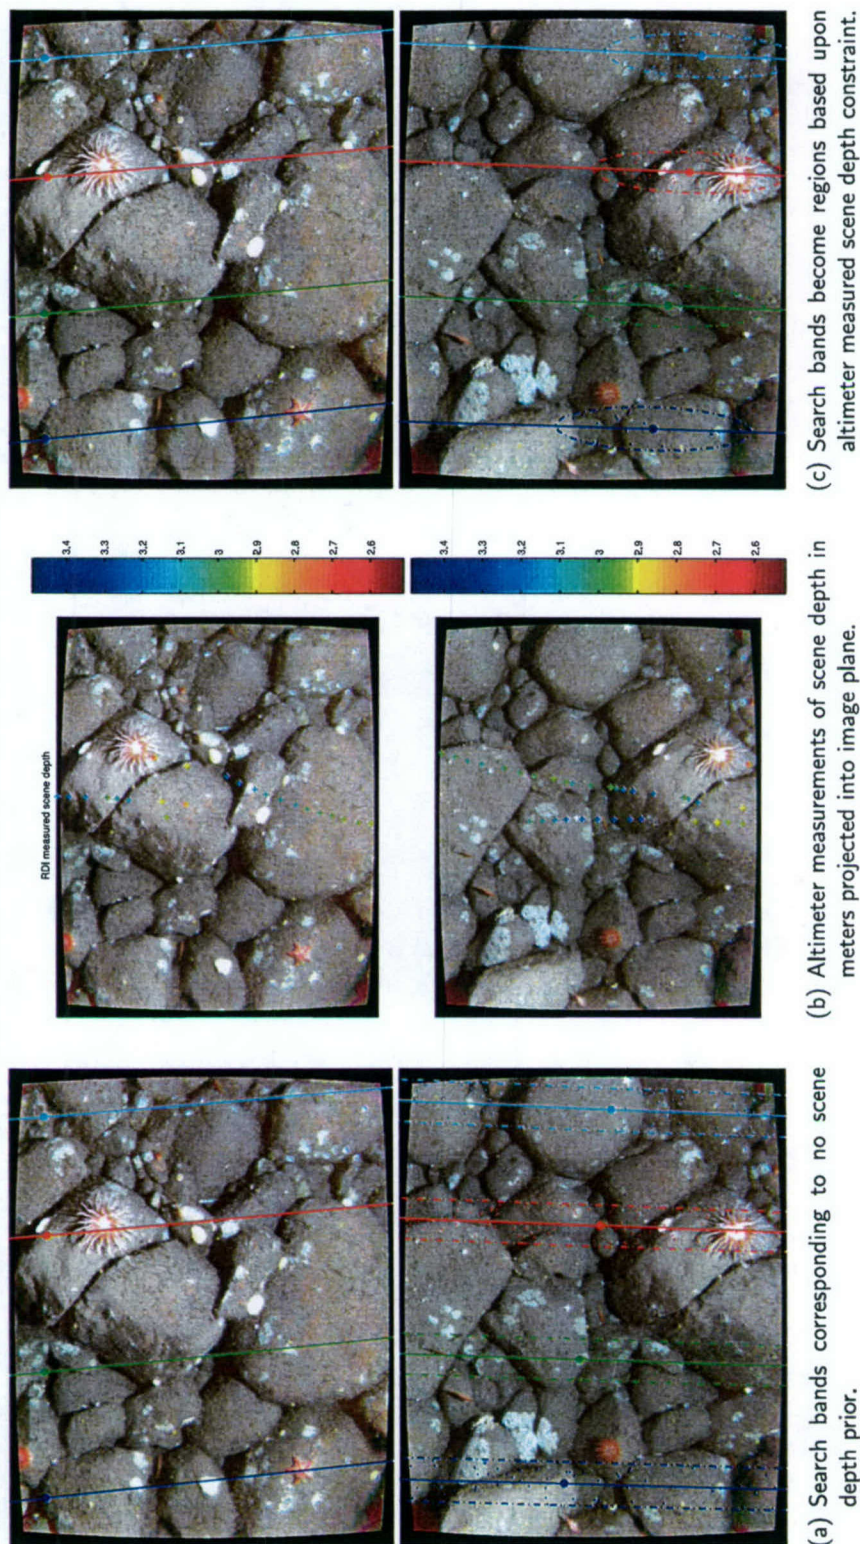 (a) Search bands corresponding to no scene
depth prior.
RDI measured scene depth
3.4
3.3
3.2
3.1
3
2.9
2.8
2.7
2.6
3.4
3.3
3.2
3.1
3
2.9
2.8
2.7
2.6
(b) Altimeter measurements of scene depth in
meters projected into image plane.
(c) Search bands become regions based upon
altimeter measured scene depth constraint.